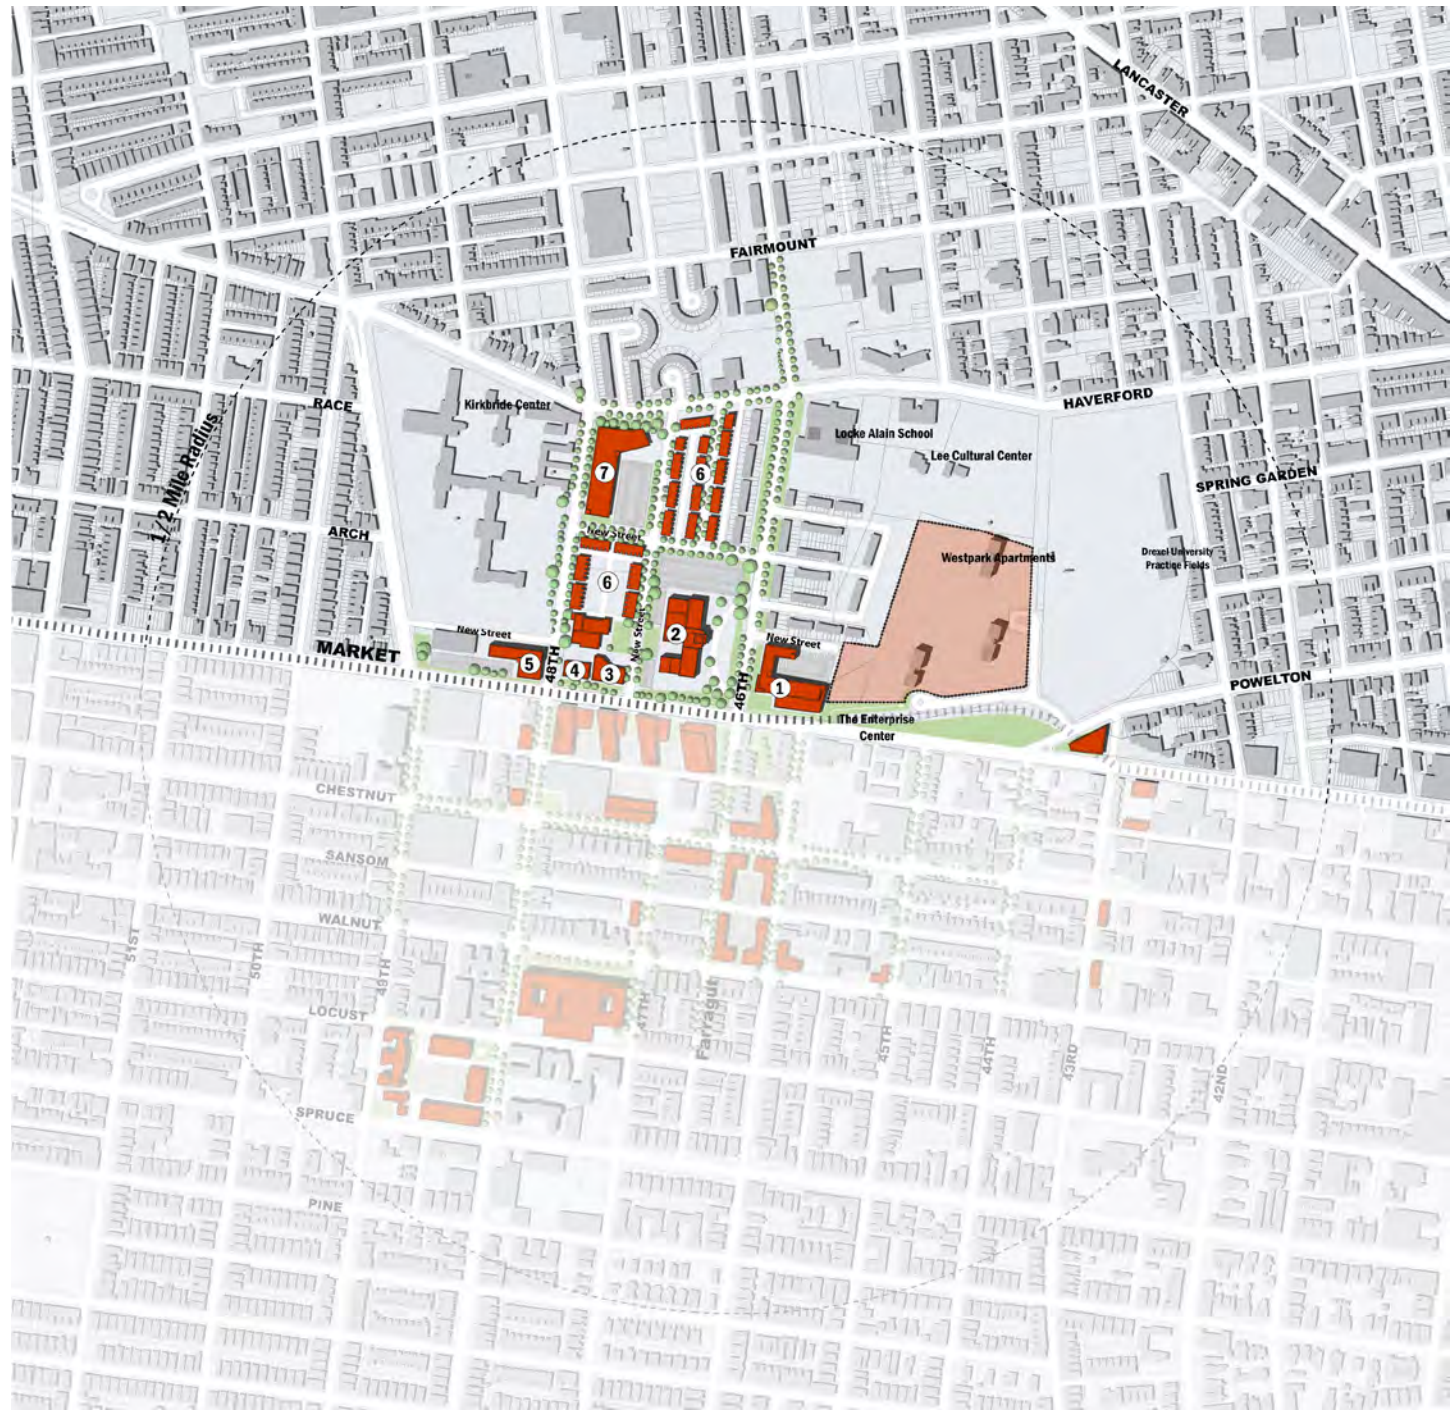 LANCASTER
FAIRMOUNT
HAVERFORD
RACE
Kirkbride Center
1/2 Mile Radius
Locke Alain School
Lee Cultural Center
7
6
SPRING GARDEN
ARCH
New Street
Westpark Apartments
Drexel University
Practice Fields
6
New Street
2
New Street
New Street
MARKET
48TH
5
4
3
46TH
1
POWELTON
The Enterprise
Center
CHESTNUT
SANSOM
WALNUT
51ST
50TH
49TH
LOCUST
47TH
Farragut
45TH
44TH
43RD
42ND
SPRUCE
PINE